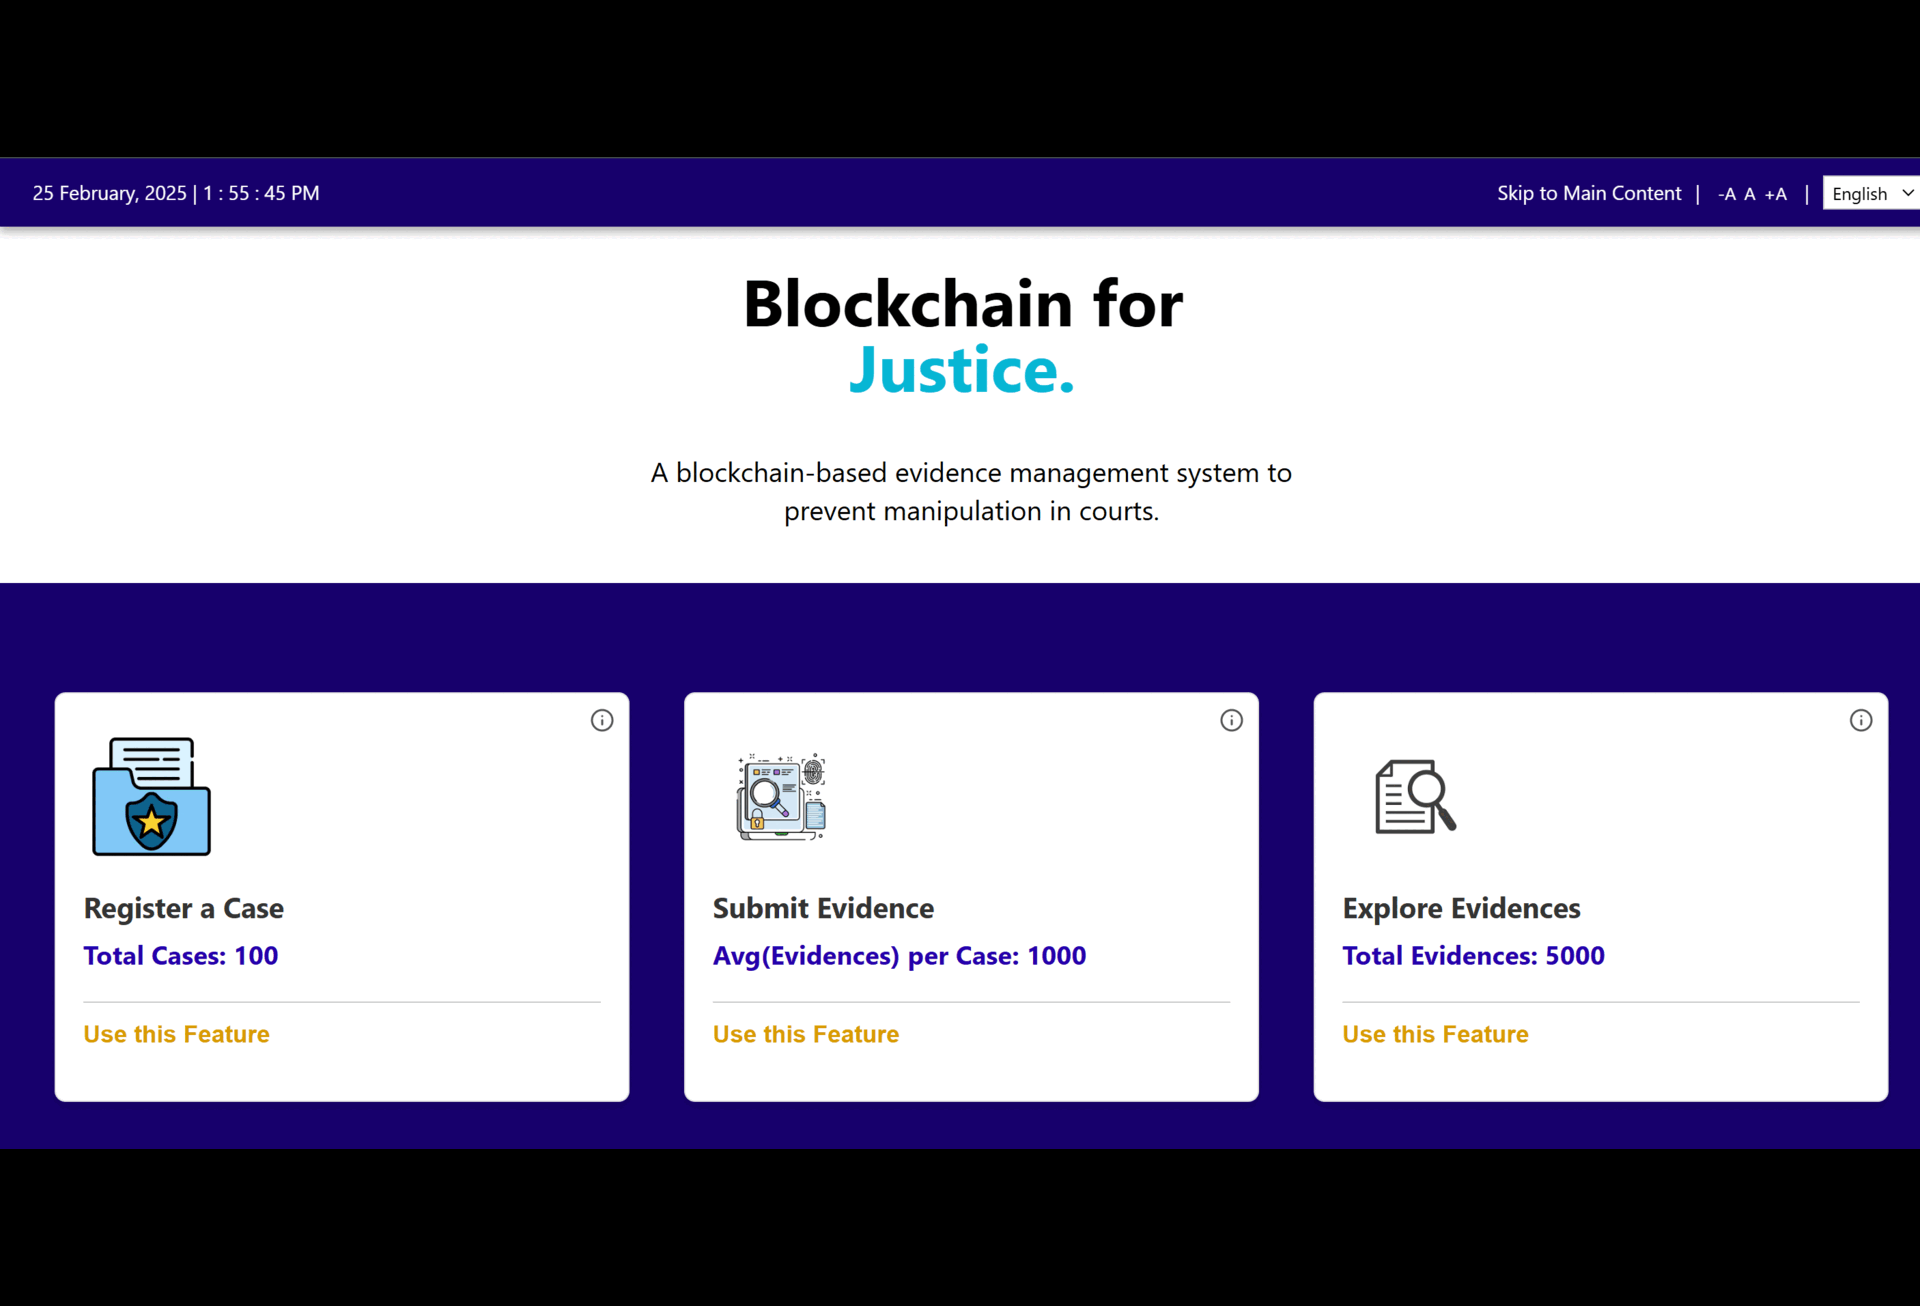 25 February, 2025 | 1 : 55 : 45 PM
Skip to Main Content | -A A +A | English
Blockchain for
Justice.
A blockchain-based evidence management system to
prevent manipulation in courts.
Register a Case
Total Cases: 100
Use this Feature
Submit Evidence
Avg(Evidences) per Case: 1000
Use this Feature
Explore Evidences
Total Evidences: 5000
Use this Feature